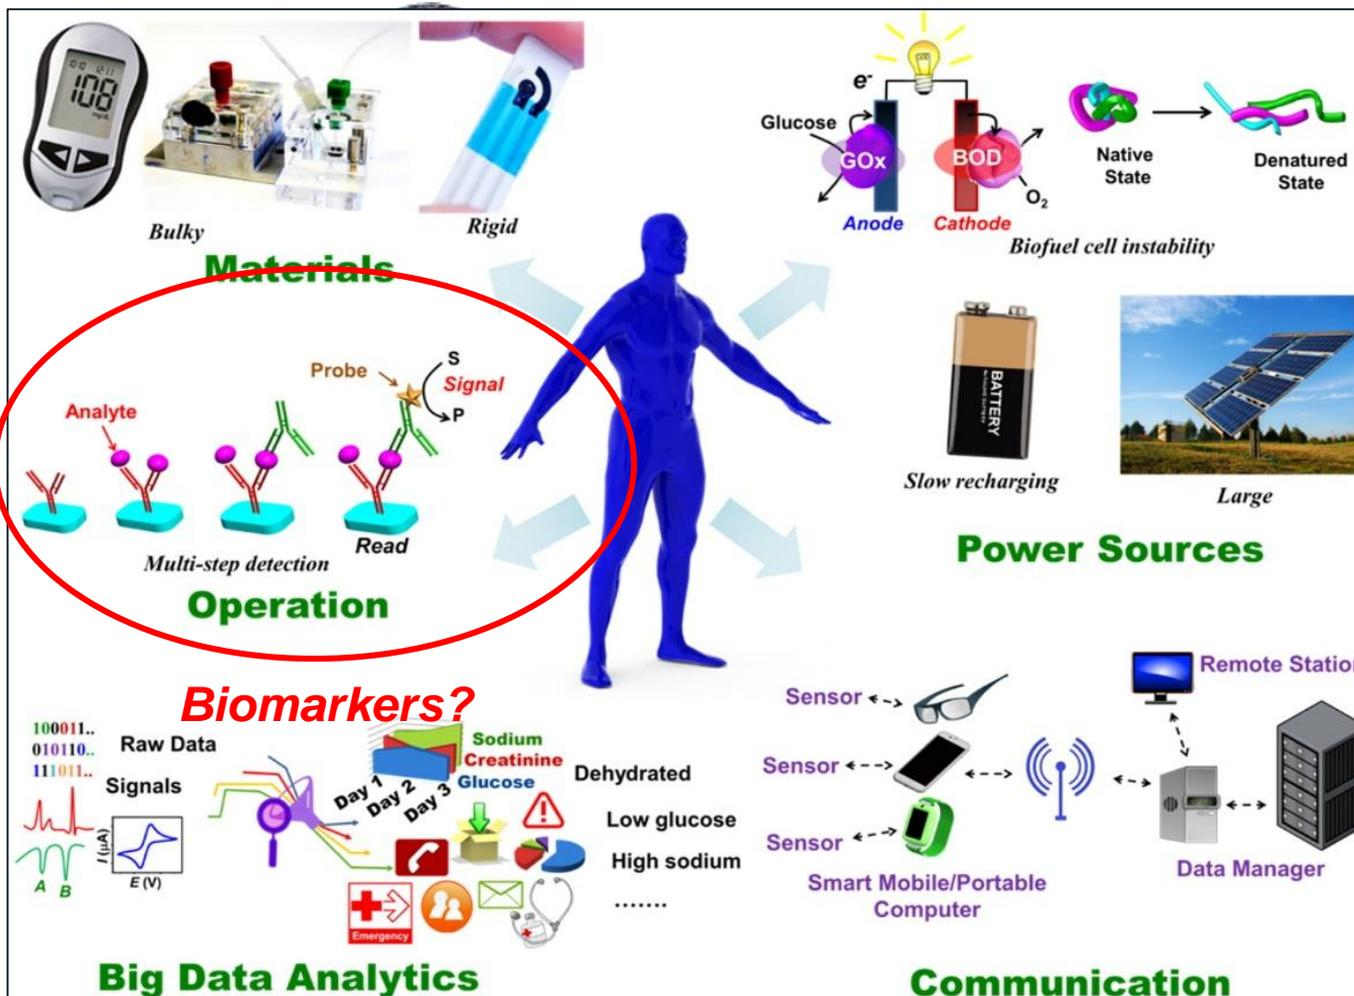 108
mg/dL
Bulky
Rigid
Materials
e-
Glucose
GOx
BOD
O2
Anode
Cathode
Native
State
Denatured
State
Biofuel cell instability
Analyte
Probe
S
Signal
P
Read
Multi-step detection
Operation
BATTERY
Slow recharging
Large
Power Sources
Biomarkers?
100011..
010110..
111011..
Raw Data
Signals
A
B
I (µA)
E (V)
Sodium
Creatinine
Glucose
Day 1
Day 2
Day 3
Dehydrated
Low glucose
High sodium
.......
Emergency
Big Data Analytics
Sensor
Sensor
Sensor
Smart Mobile/Portable
Computer
Remote Station
Data Manager
Communication